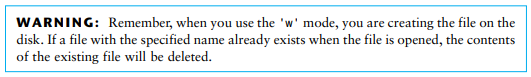 WARNING: Remember, when you use the 'w' mode, you are creating the file on the
disk. If a file with the specified name already exists when the file is opened, the contents
of the existing file will be deleted.